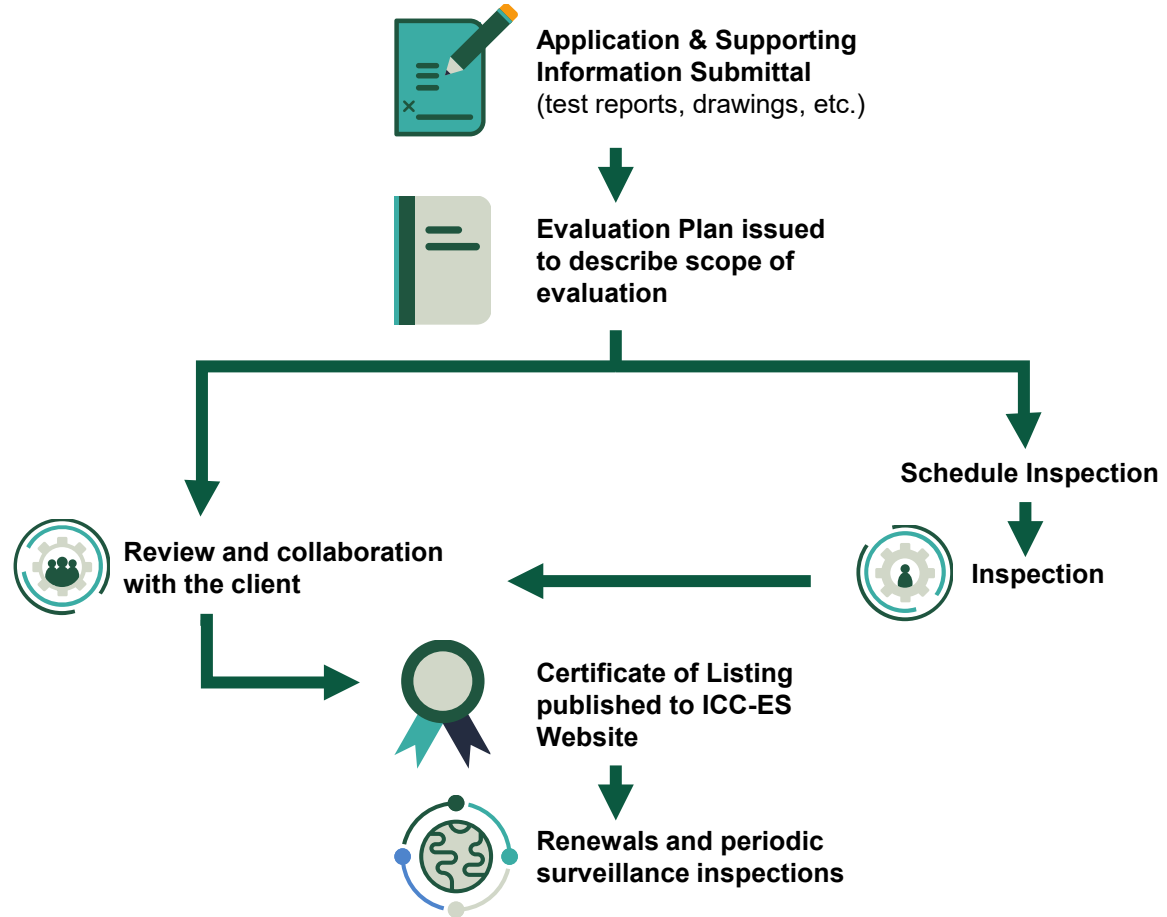 Application & Supporting
Information Submittal
(test reports, drawings, etc.)
Evaluation Plan issued
to describe scope of
evaluation
Schedule Inspection
Review and collaboration
with the client
Inspection
Certificate of Listing
published to ICC-ES
Website
Renewals and periodic
surveillance inspections